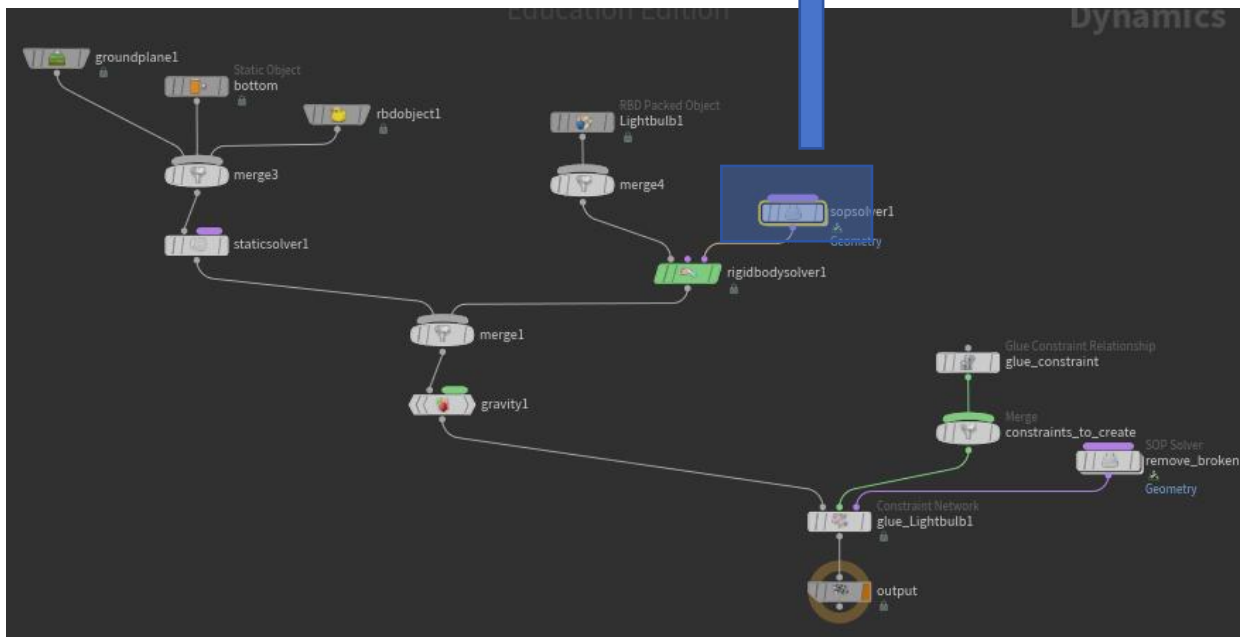 Education Edition
Dynamics
groundplane1
Static Object
bottom
rbdobject1
RBD Packed Object
Lightbulb1
merge3
merge4
sopsolver1
Geometry
staticsolver1
rigidbodysolver1
merge1
Glue Constraint Relationship
glue_constraint
gravity1
Merge
constraints_to_create
SOP Solver
remove_broken
Geometry
Constraint Network
glue_Lightbulb1
output